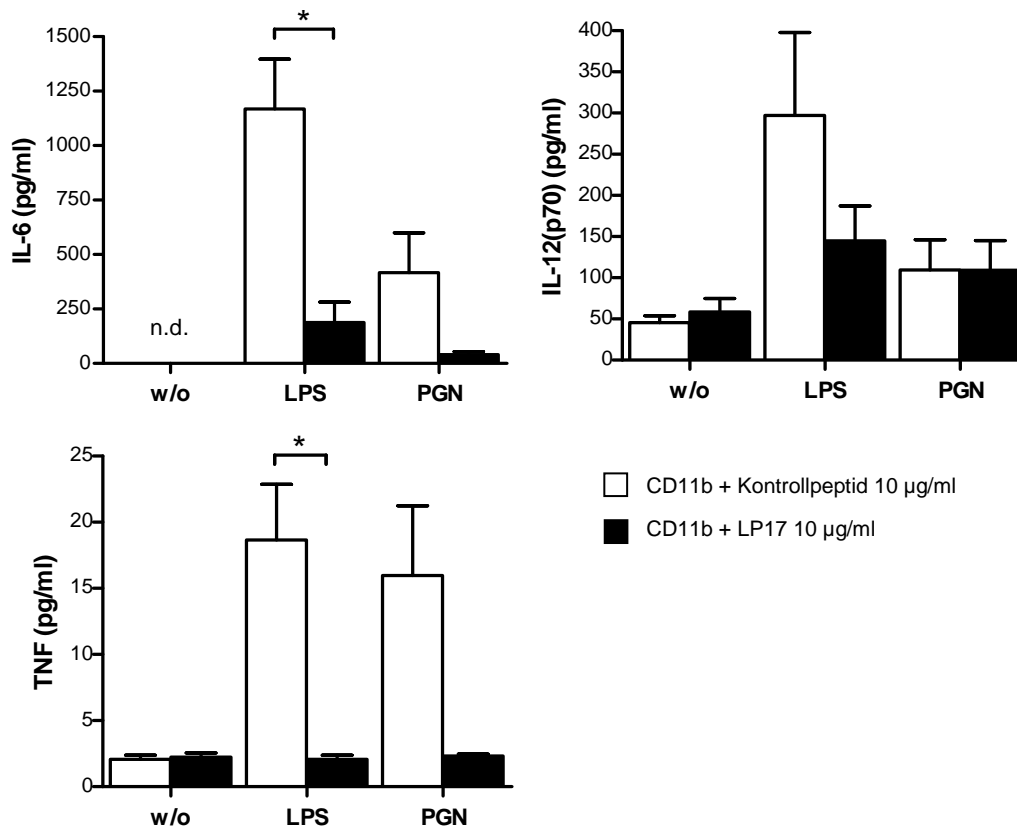 *
1500
1250
1000
750
500
250
0
IL-6 (pg/ml)
n.d.
w/o LPS PGN
400
350
300
250
200
150
100
50
0
IL-12(p70) (pg/ml)
w/o LPS PGN
*
25
20
15
10
5
0
TNF (pg/ml)
w/o LPS PGN
CD11b + Kontrollpeptid 10 µg/ml
CD11b + LP17 10 µg/ml